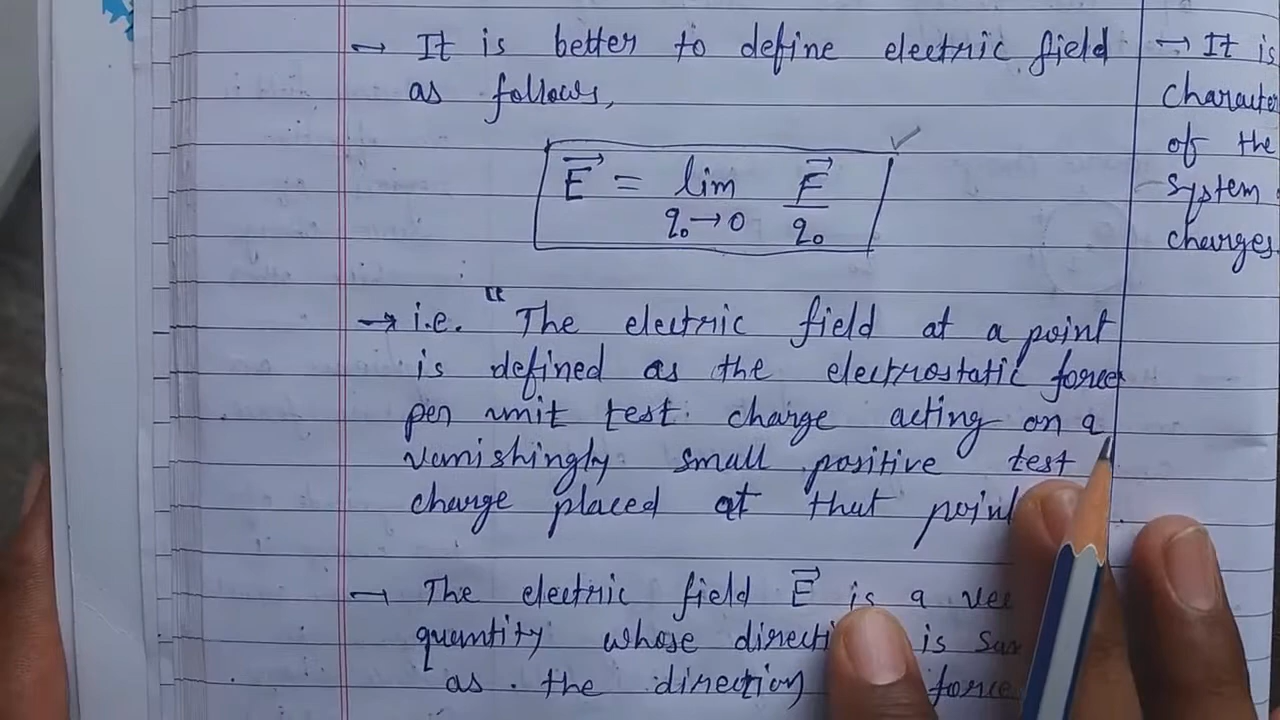 → It is better to define electric field
as follows,
E⃗ = lim F⃗
q₀→0 q₀
→ i.e. "The electric field at a point
is defined as the electrostatic force
per unit test charge acting on a
vanishingly small positive test
charge placed at that point
→ The electric field E⃗ is a
quantity whose is
as the direction force
→ It is
of the
system
charges.